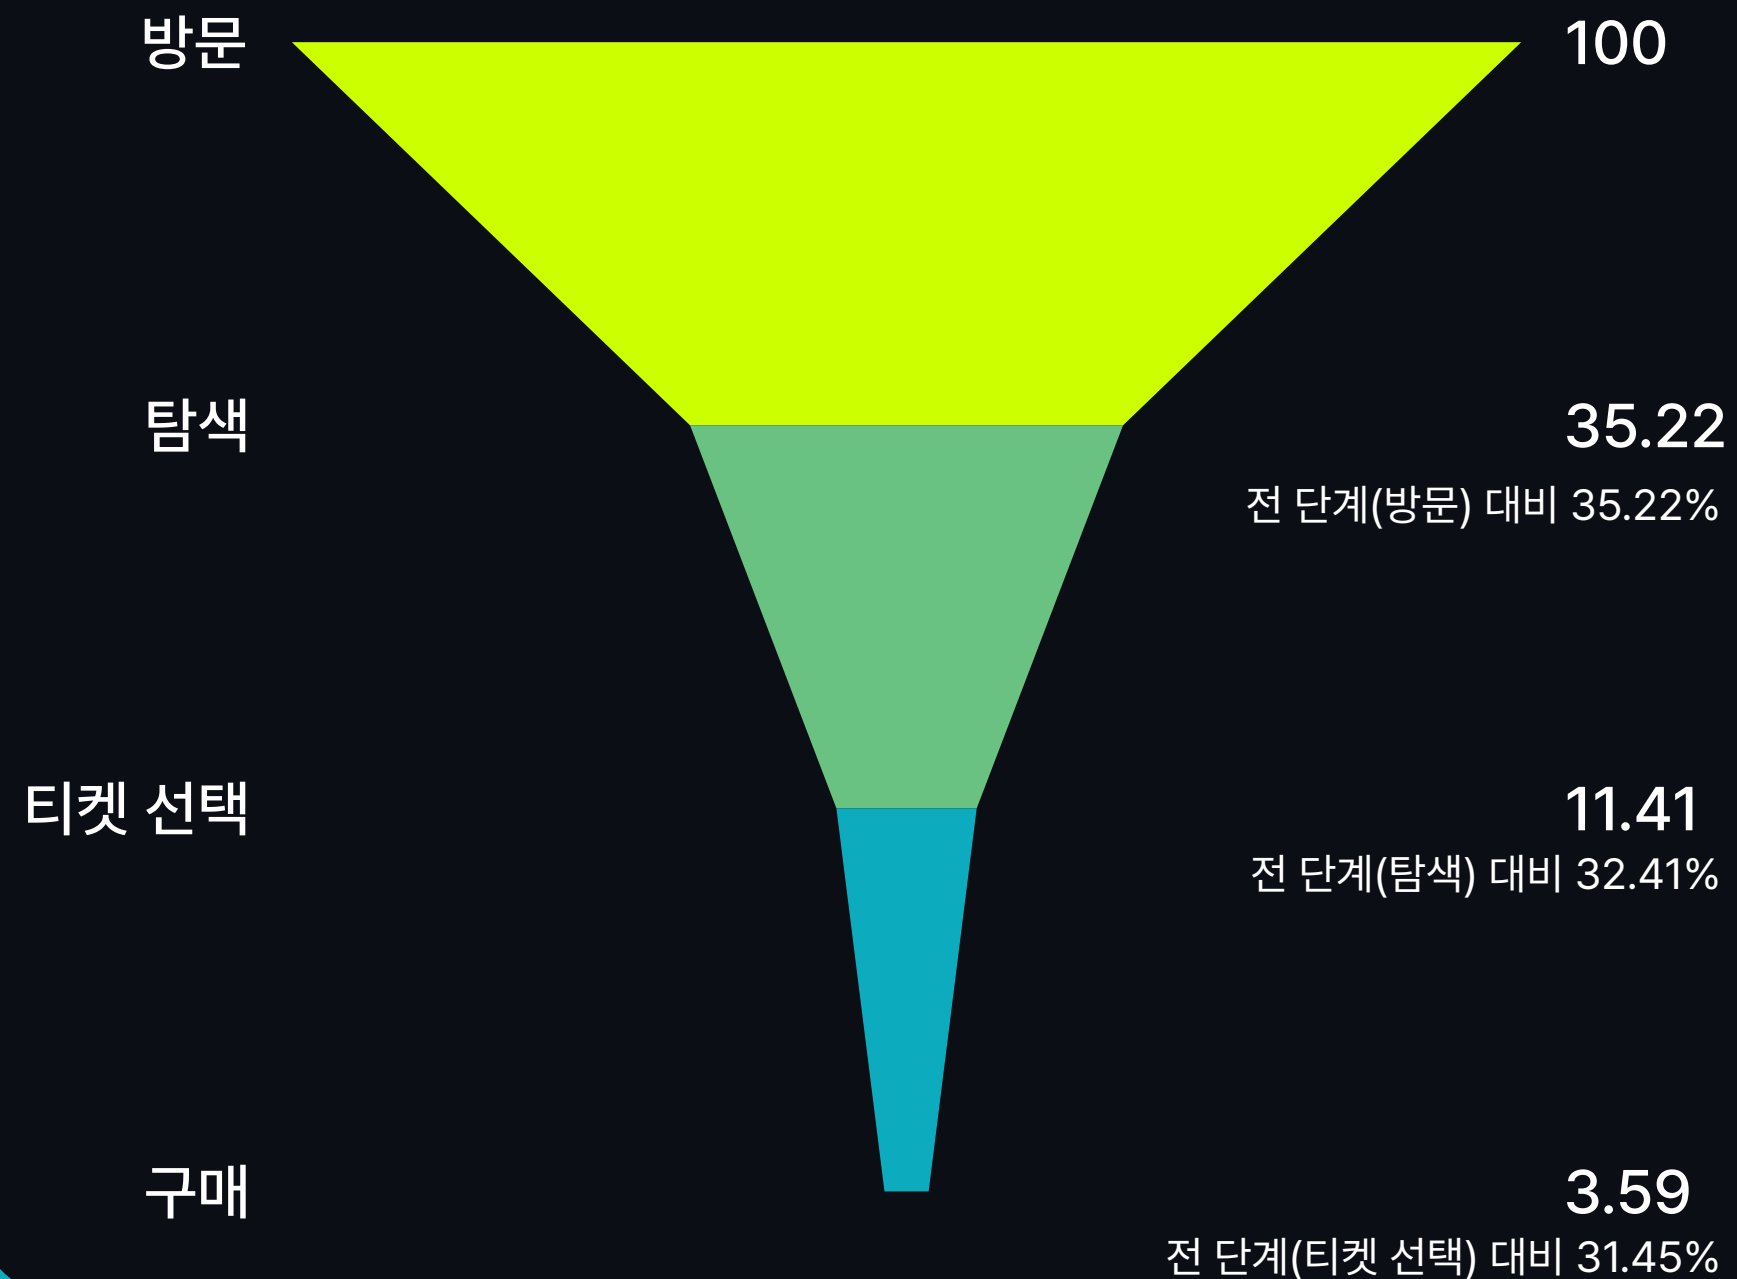 방문
100
탐색
35.22
전 단계(방문) 대비 35.22%
티켓 선택
11.41
전 단계(탐색) 대비 32.41%
구매
3.59
전 단계(티켓 선택) 대비 31.45%